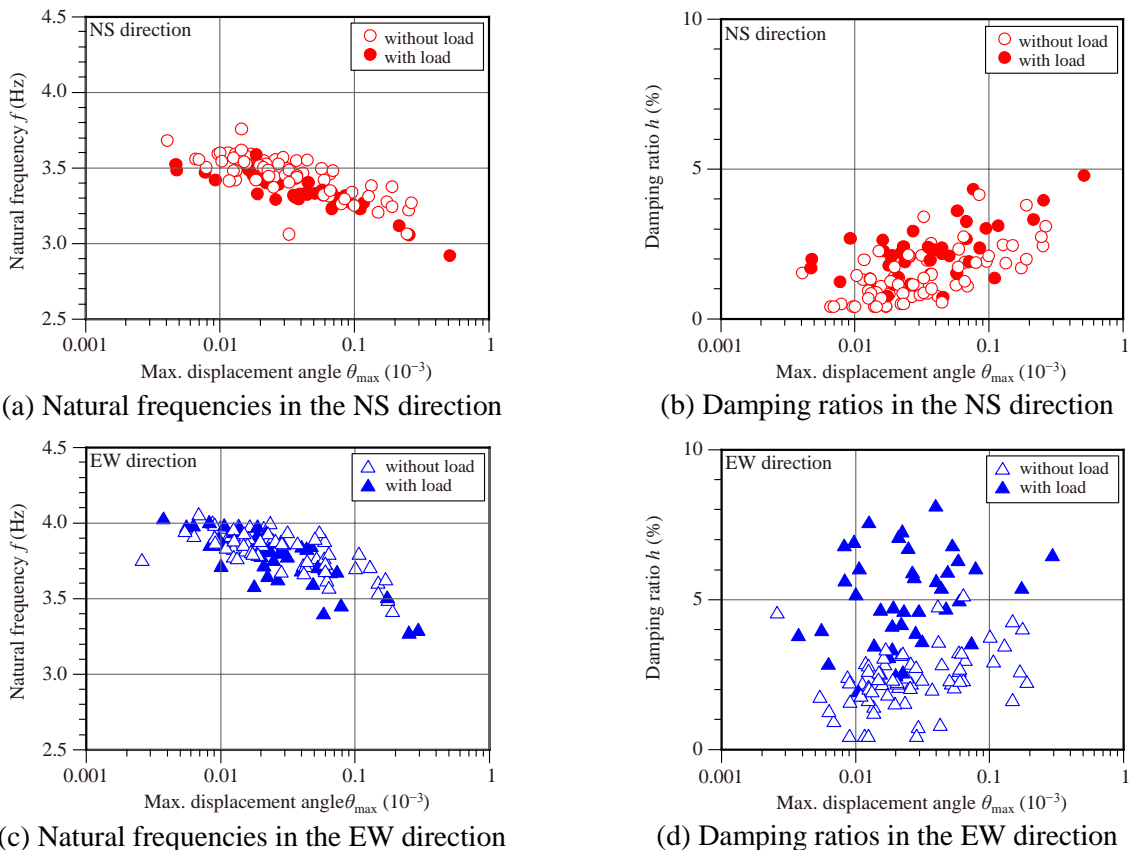 NS direction
without load
with load
4.5
4.0
3.5
3.0
2.5
Natural frequency f (Hz)
0.001
0.01
0.1
1
Max. displacement angle θmax (10⁻³)
(a) Natural frequencies in the NS direction
NS direction
without load
with load
10
5
0
Damping ratio h (%)
0.001
0.01
0.1
1
Max. displacement angle θmax (10⁻³)
(b) Damping ratios in the NS direction
EW direction
without load
with load
4.5
4.0
3.5
3.0
2.5
Natural frequency f (Hz)
0.001
0.01
0.1
1
Max. displacement angleθmax (10⁻³)
(c) Natural frequencies in the EW direction
EW direction
without load
with load
10
5
0
Damping ratio h (%)
0.001
0.01
0.1
1
Max. displacement angle θmax (10⁻³)
(d) Damping ratios in the EW direction